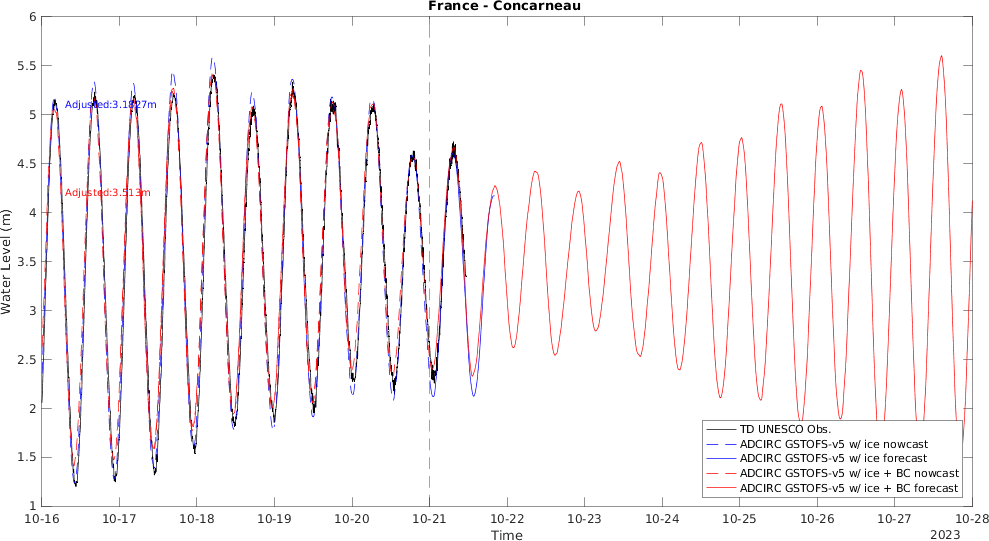 France - Concarneau
6
5.5
5
4.5
4
3.5
3
2.5
2
1.5
1
Water Level (m)
Adjusted:3.1827m
Adjusted:3.513m
TD UNESCO Obs.
ADCIRC GSTOFS-v5 w/ ice nowcast
ADCIRC GSTOFS-v5 w/ ice forecast
ADCIRC GSTOFS-v5 w/ ice + BC nowcast
ADCIRC GSTOFS-v5 w/ ice + BC forecast
10-16 10-17 10-18 10-19 10-20 10-21 10-22 10-23 10-24 10-25 10-26 10-27 10-28
Time
2023